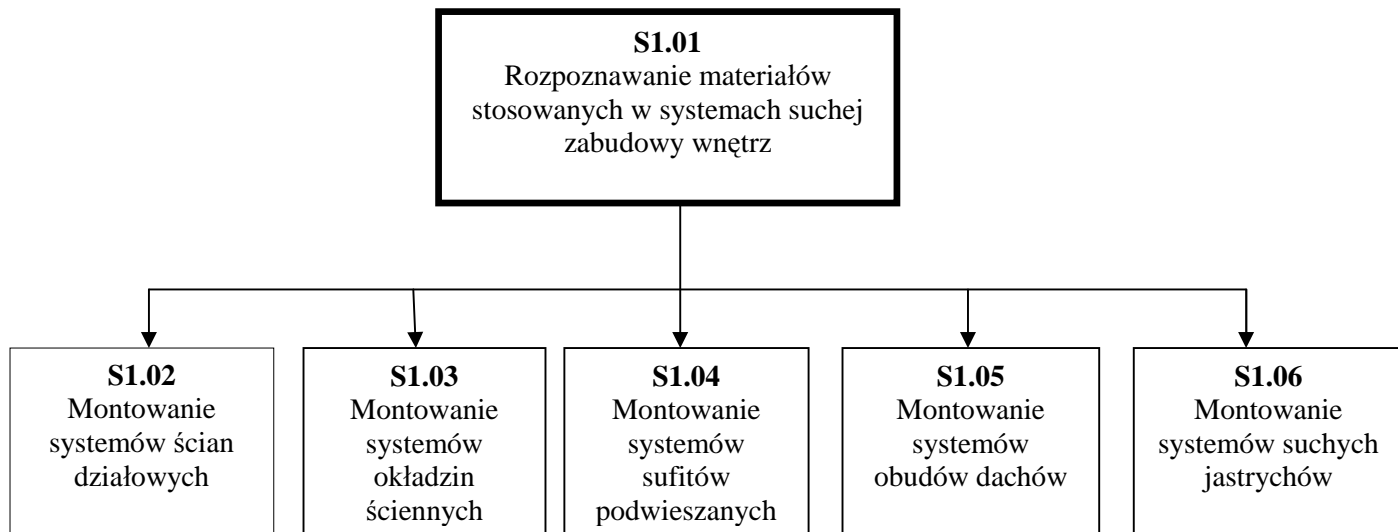 S1.01
Rozpoznawanie materiałów
stosowanych w systemach suchej
zabudowy wnętrz
S1.02
Montowanie
systemów ścian
działowych
S1.03
Montowanie
systemów
okładzin
ściennych
S1.04
Montowanie
systemów
sufitów
podwieszanych
S1.05
Montowanie
systemów
obudów dachów
S1.06
Montowanie
systemów suchych
jastrychów